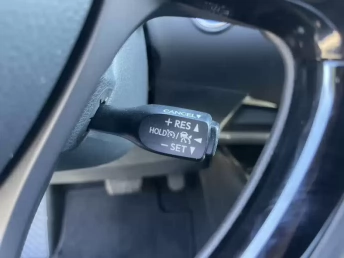 CANCEL
+ RES ▲
HOLD
− SET ▼